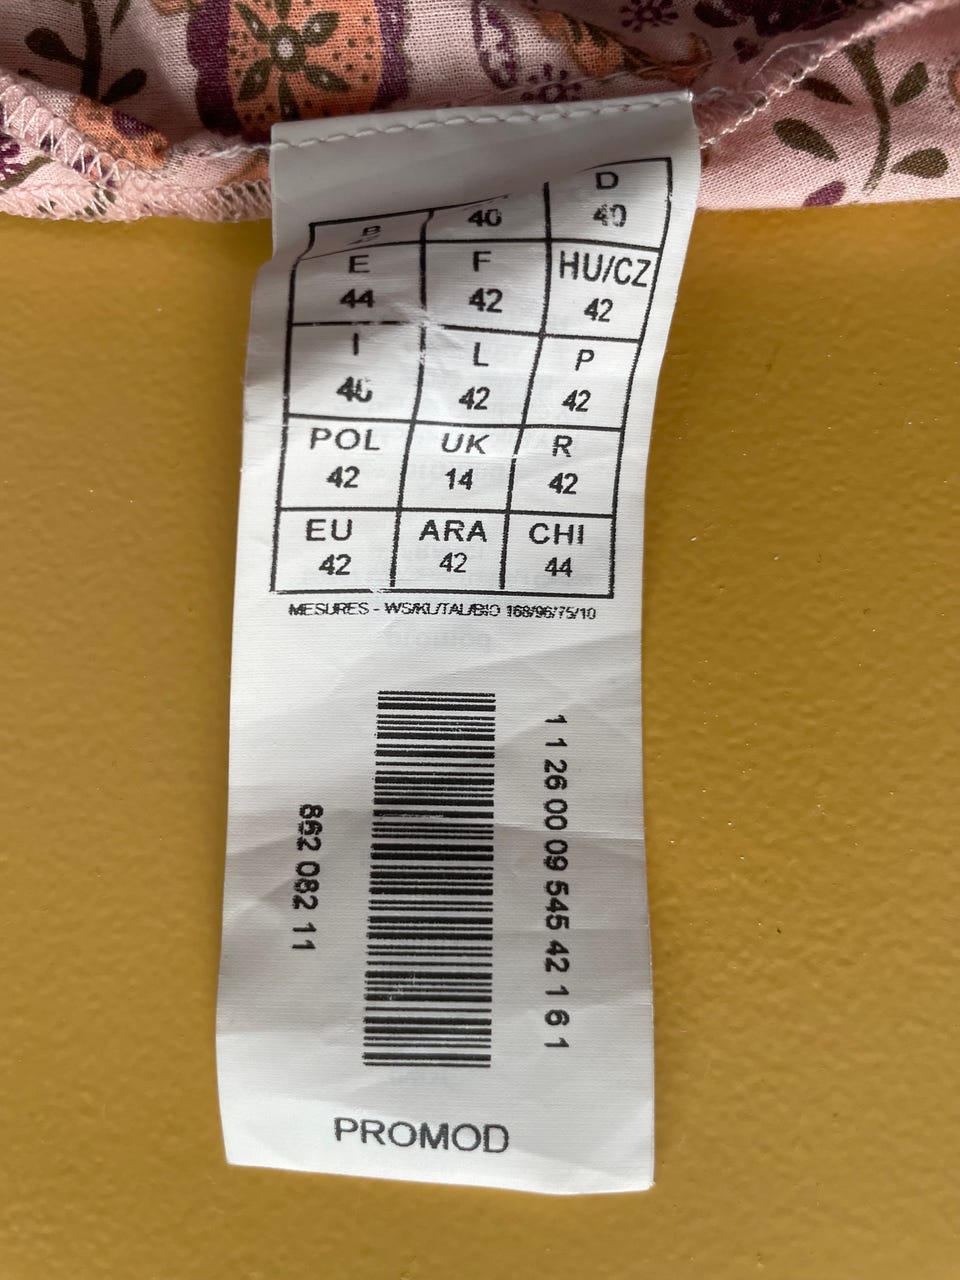 B D
40 40
E F HU/CZ
44 42 42
I L P
42 42
POL UK R
42 14 42
EU ARA CHI
42 42 44
MESURES - WS/KL/TAL/BIO 168/96/75/10
1 1 26 00 09 545 42 1 6 1
862 082 11
PROMOD